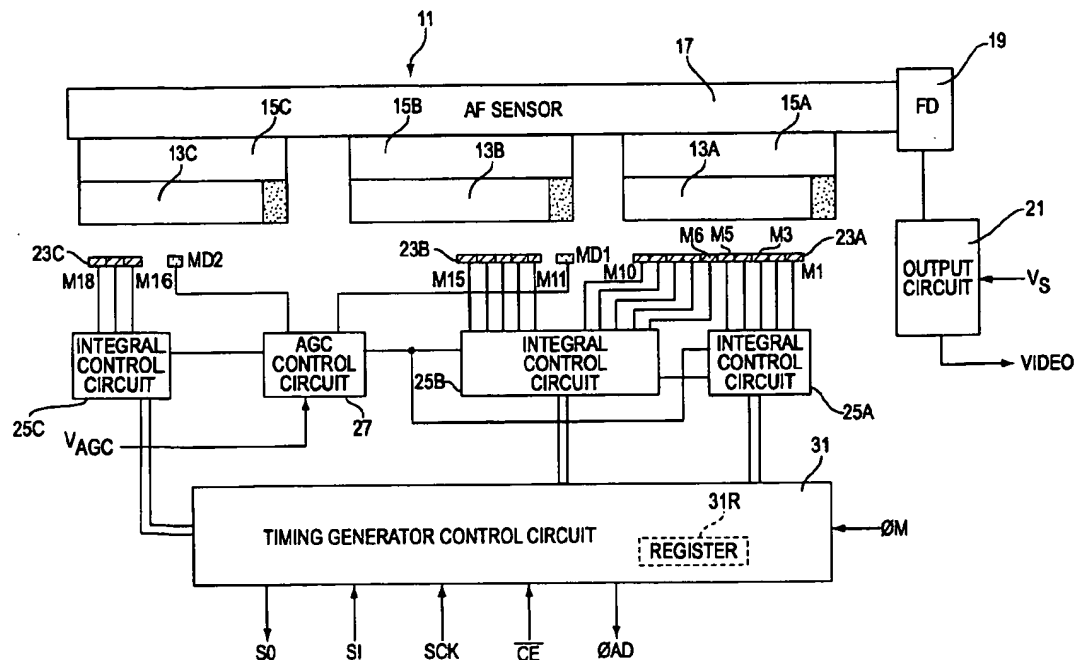 11
19
17
FD
15C
15B
AF SENSOR
15A
13C
13B
13A
21
M6
M5
M3
23A
23C
MD2
23B
MD1
M10
M1
M18
M16
M15
M11
OUTPUT
CIRCUIT
VS
VIDEO
INTEGRAL
CONTROL
CIRCUIT
AGC
CONTROL
CIRCUIT
INTEGRAL
CONTROL
CIRCUIT
INTEGRAL
CONTROL
CIRCUIT
25C
27
25B
25A
VAGC
31
31R
TIMING GENERATOR CONTROL CIRCUIT
REGISTER
ØM
S0
SI
SCK
CE
ØAD